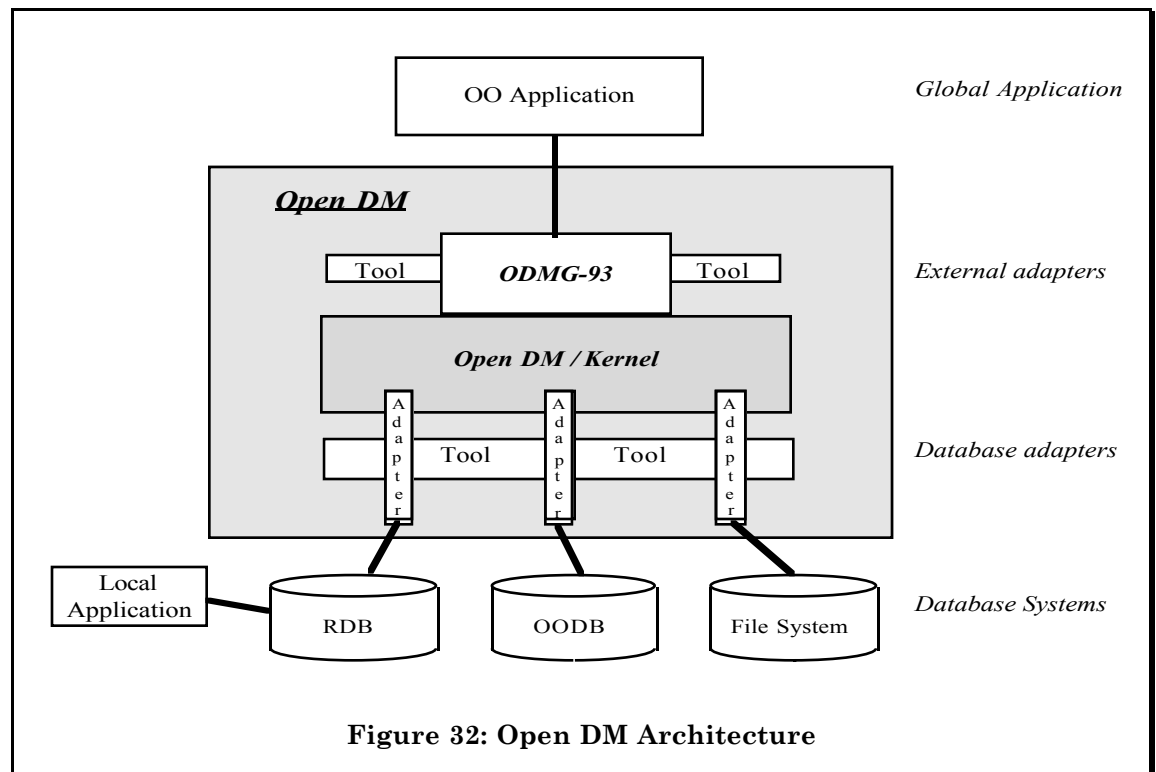 OO Application
Global Application
Open DM
Tool
ODMG-93
Tool
External adapters
Open DM / Kernel
Adapter
Adapter
Adapter
Tool
Tool
Database adapters
Local
Application
RDB
OODB
File System
Database Systems
Figure 32: Open DM Architecture